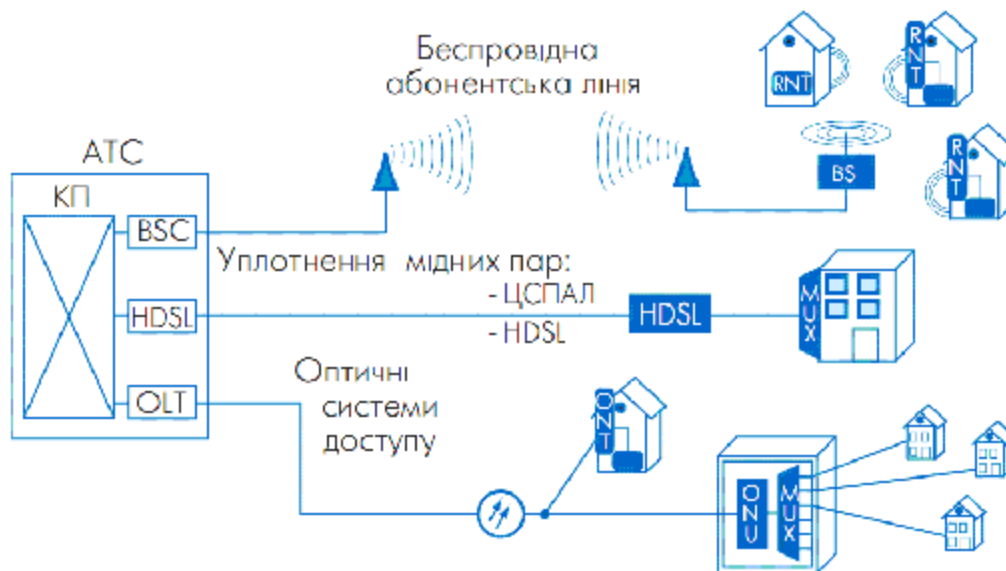 Беспровідна
абонентська лінія
RNT
RNT
RNT
BS
АТС
КП
BSC
Уплотнення мідних пар:
- ЦСПАЛ
- HDSL
HDSL
HDSL
MUX
OLT
Оптичні
системи
доступу
ONT
ONU
MUX